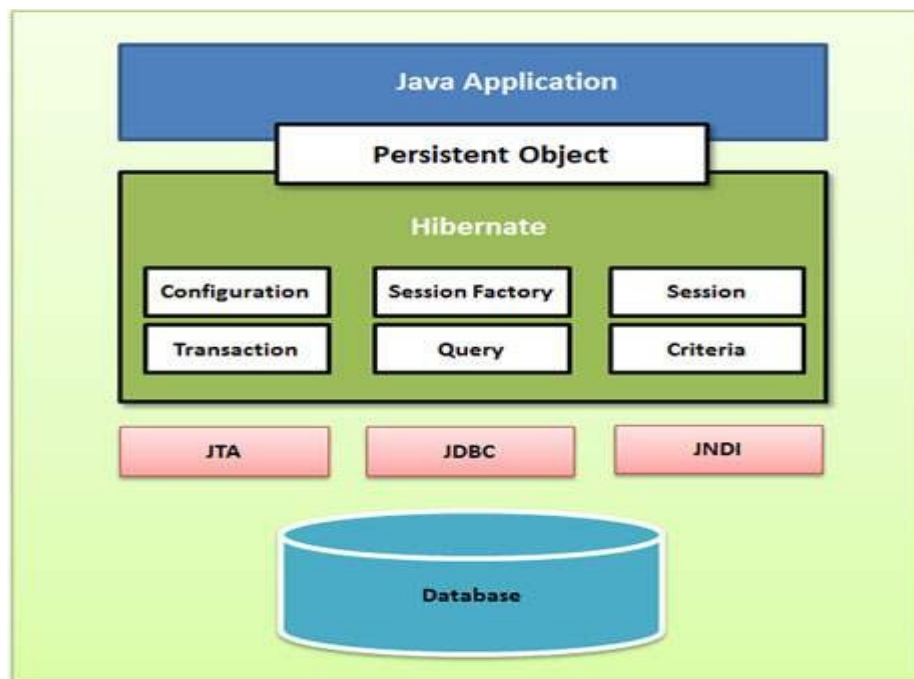 Java Application
Persistent Object
Hibernate
Configuration
Session Factory
Session
Transaction
Query
Criteria
JTA
JDBC
JNDI
Database